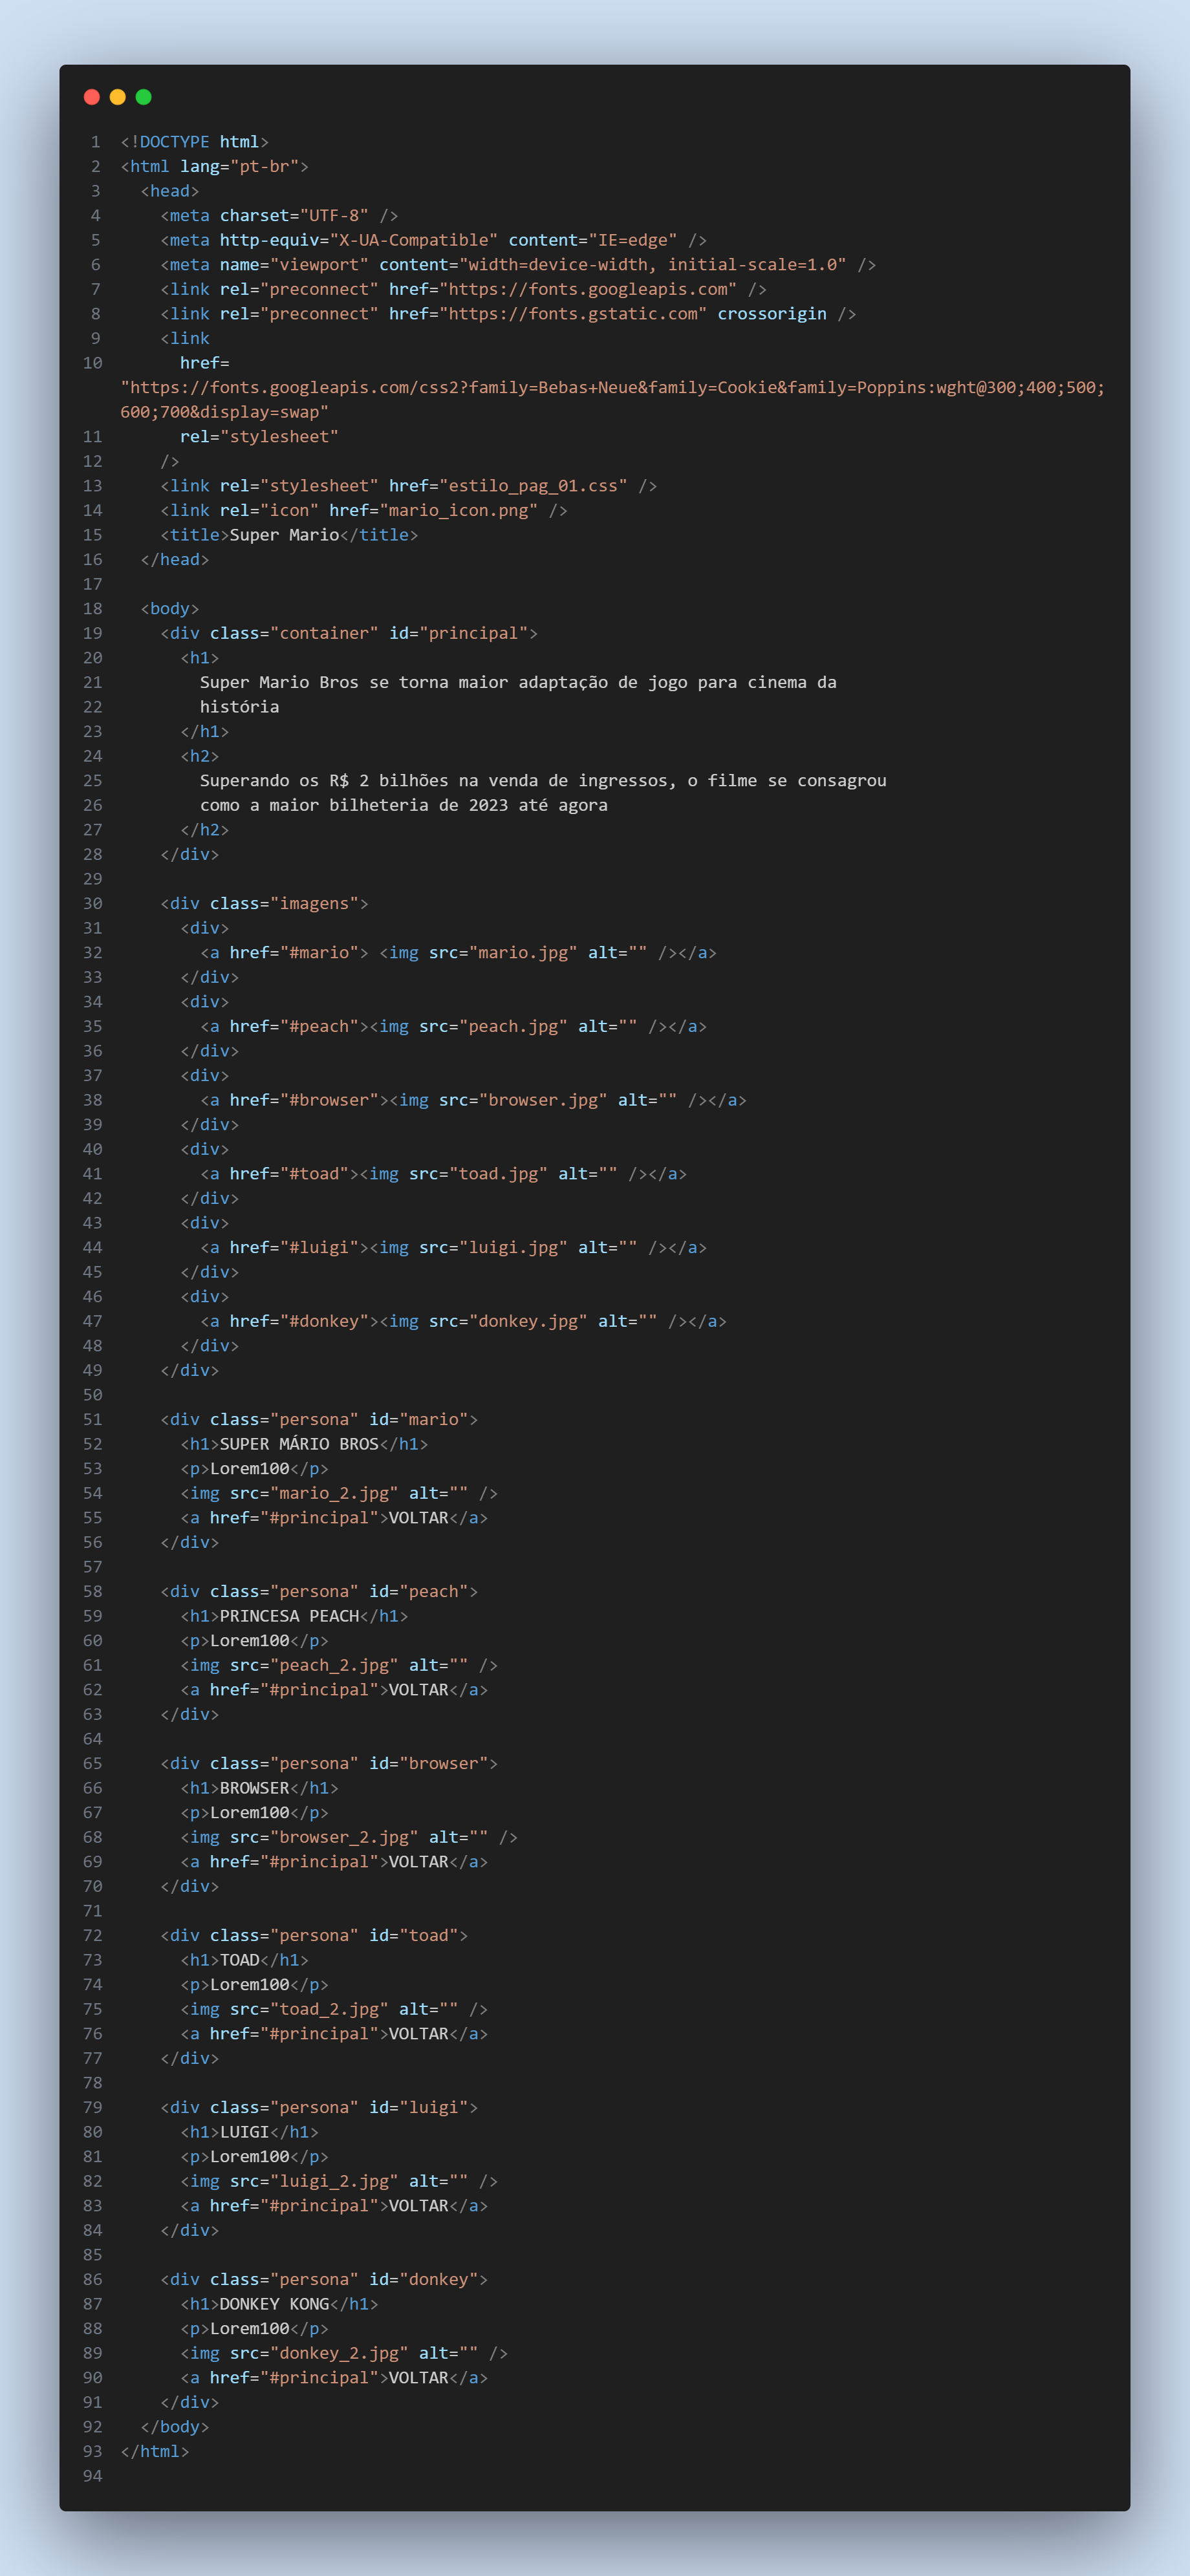 1 <!DOCTYPE html>
2 <html lang="pt-br">
3   <head>
4     <meta charset="UTF-8" />
5     <meta http-equiv="X-UA-Compatible" content="IE=edge" />
6     <meta name="viewport" content="width=device-width, initial-scale=1.0" />
7     <link rel="preconnect" href="https://fonts.googleapis.com" />
8     <link rel="preconnect" href="https://fonts.gstatic.com" crossorigin />
9     <link
10       href=
"https://fonts.googleapis.com/css2?family=Bebas+Neue&family=Cookie&family=Poppins:wght@300;400;500;
600;700&display=swap"
11       rel="stylesheet"
12     />
13     <link rel="stylesheet" href="estilo_pag_01.css" />
14     <link rel="icon" href="mario_icon.png" />
15     <title>Super Mario</title>
16   </head>
17
18   <body>
19     <div class="container" id="principal">
20       <h1>
21         Super Mario Bros se torna maior adaptação de jogo para cinema da
22         história
23       </h1>
24       <h2>
25         Superando os R$ 2 bilhões na venda de ingressos, o filme se consagrou
26         como a maior bilheteria de 2023 até agora
27       </h2>
28     </div>
29
30     <div class="imagens">
31       <div>
32         <a href="#mario"> <img src="mario.jpg" alt="" /></a>
33       </div>
34       <div>
35         <a href="#peach"><img src="peach.jpg" alt="" /></a>
36       </div>
37       <div>
38         <a href="#browser"><img src="browser.jpg" alt="" /></a>
39       </div>
40       <div>
41         <a href="#toad"><img src="toad.jpg" alt="" /></a>
42       </div>
43       <div>
44         <a href="#luigi"><img src="luigi.jpg" alt="" /></a>
45       </div>
46       <div>
47         <a href="#donkey"><img src="donkey.jpg" alt="" /></a>
48       </div>
49     </div>
50
51     <div class="persona" id="mario">
52       <h1>SUPER MÁRIO BROS</h1>
53       <p>Lorem100</p>
54       <img src="mario_2.jpg" alt="" />
55       <a href="#principal">VOLTAR</a>
56     </div>
57
58     <div class="persona" id="peach">
59       <h1>PRINCESA PEACH</h1>
60       <p>Lorem100</p>
61       <img src="peach_2.jpg" alt="" />
62       <a href="#principal">VOLTAR</a>
63     </div>
64
65     <div class="persona" id="browser">
66       <h1>BROWSER</h1>
67       <p>Lorem100</p>
68       <img src="browser_2.jpg" alt="" />
69       <a href="#principal">VOLTAR</a>
70     </div>
71
72     <div class="persona" id="toad">
73       <h1>TOAD</h1>
74       <p>Lorem100</p>
75       <img src="toad_2.jpg" alt="" />
76       <a href="#principal">VOLTAR</a>
77     </div>
78
79     <div class="persona" id="luigi">
80       <h1>LUIGI</h1>
81       <p>Lorem100</p>
82       <img src="luigi_2.jpg" alt="" />
83       <a href="#principal">VOLTAR</a>
84     </div>
85
86     <div class="persona" id="donkey">
87       <h1>DONKEY KONG</h1>
88       <p>Lorem100</p>
89       <img src="donkey_2.jpg" alt="" />
90       <a href="#principal">VOLTAR</a>
91     </div>
92   </body>
93 </html>
94